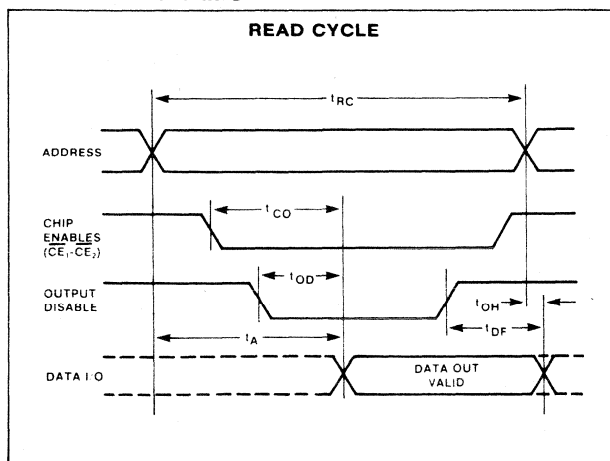 READ CYCLE
tRC
ADDRESS
tCO
CHIP
ENABLES
(CE1-CE2)
tOD
OUTPUT
DISABLE
tOH
tDF
tA
DATA I/O
DATA OUT
VALID